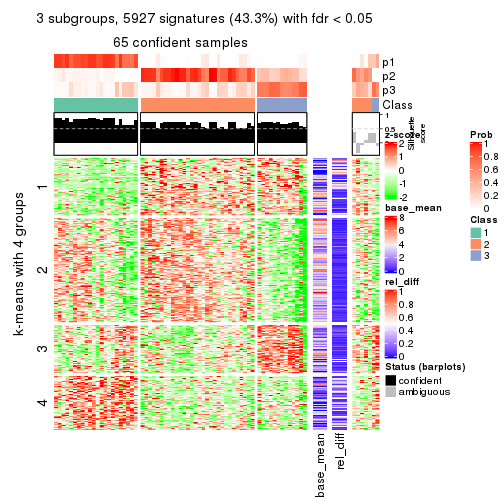 3 subgroups, 5927 signatures (43.3%) with fdr < 0.05
65 confident samples
p1
p2
p3
Class
1
0.5
0
Silhouette
score
k-means with 4 groups
1
2
3
4
base_mean
rel_diff
z-score
2
1
0
-1
-2
base_mean
8
6
4
2
0
rel_diff
1
0.8
0.6
0.4
0.2
0
Status (barplots)
confident
ambiguous
Prob
1
0.8
0.6
0.4
0.2
0
Class
1
2
3